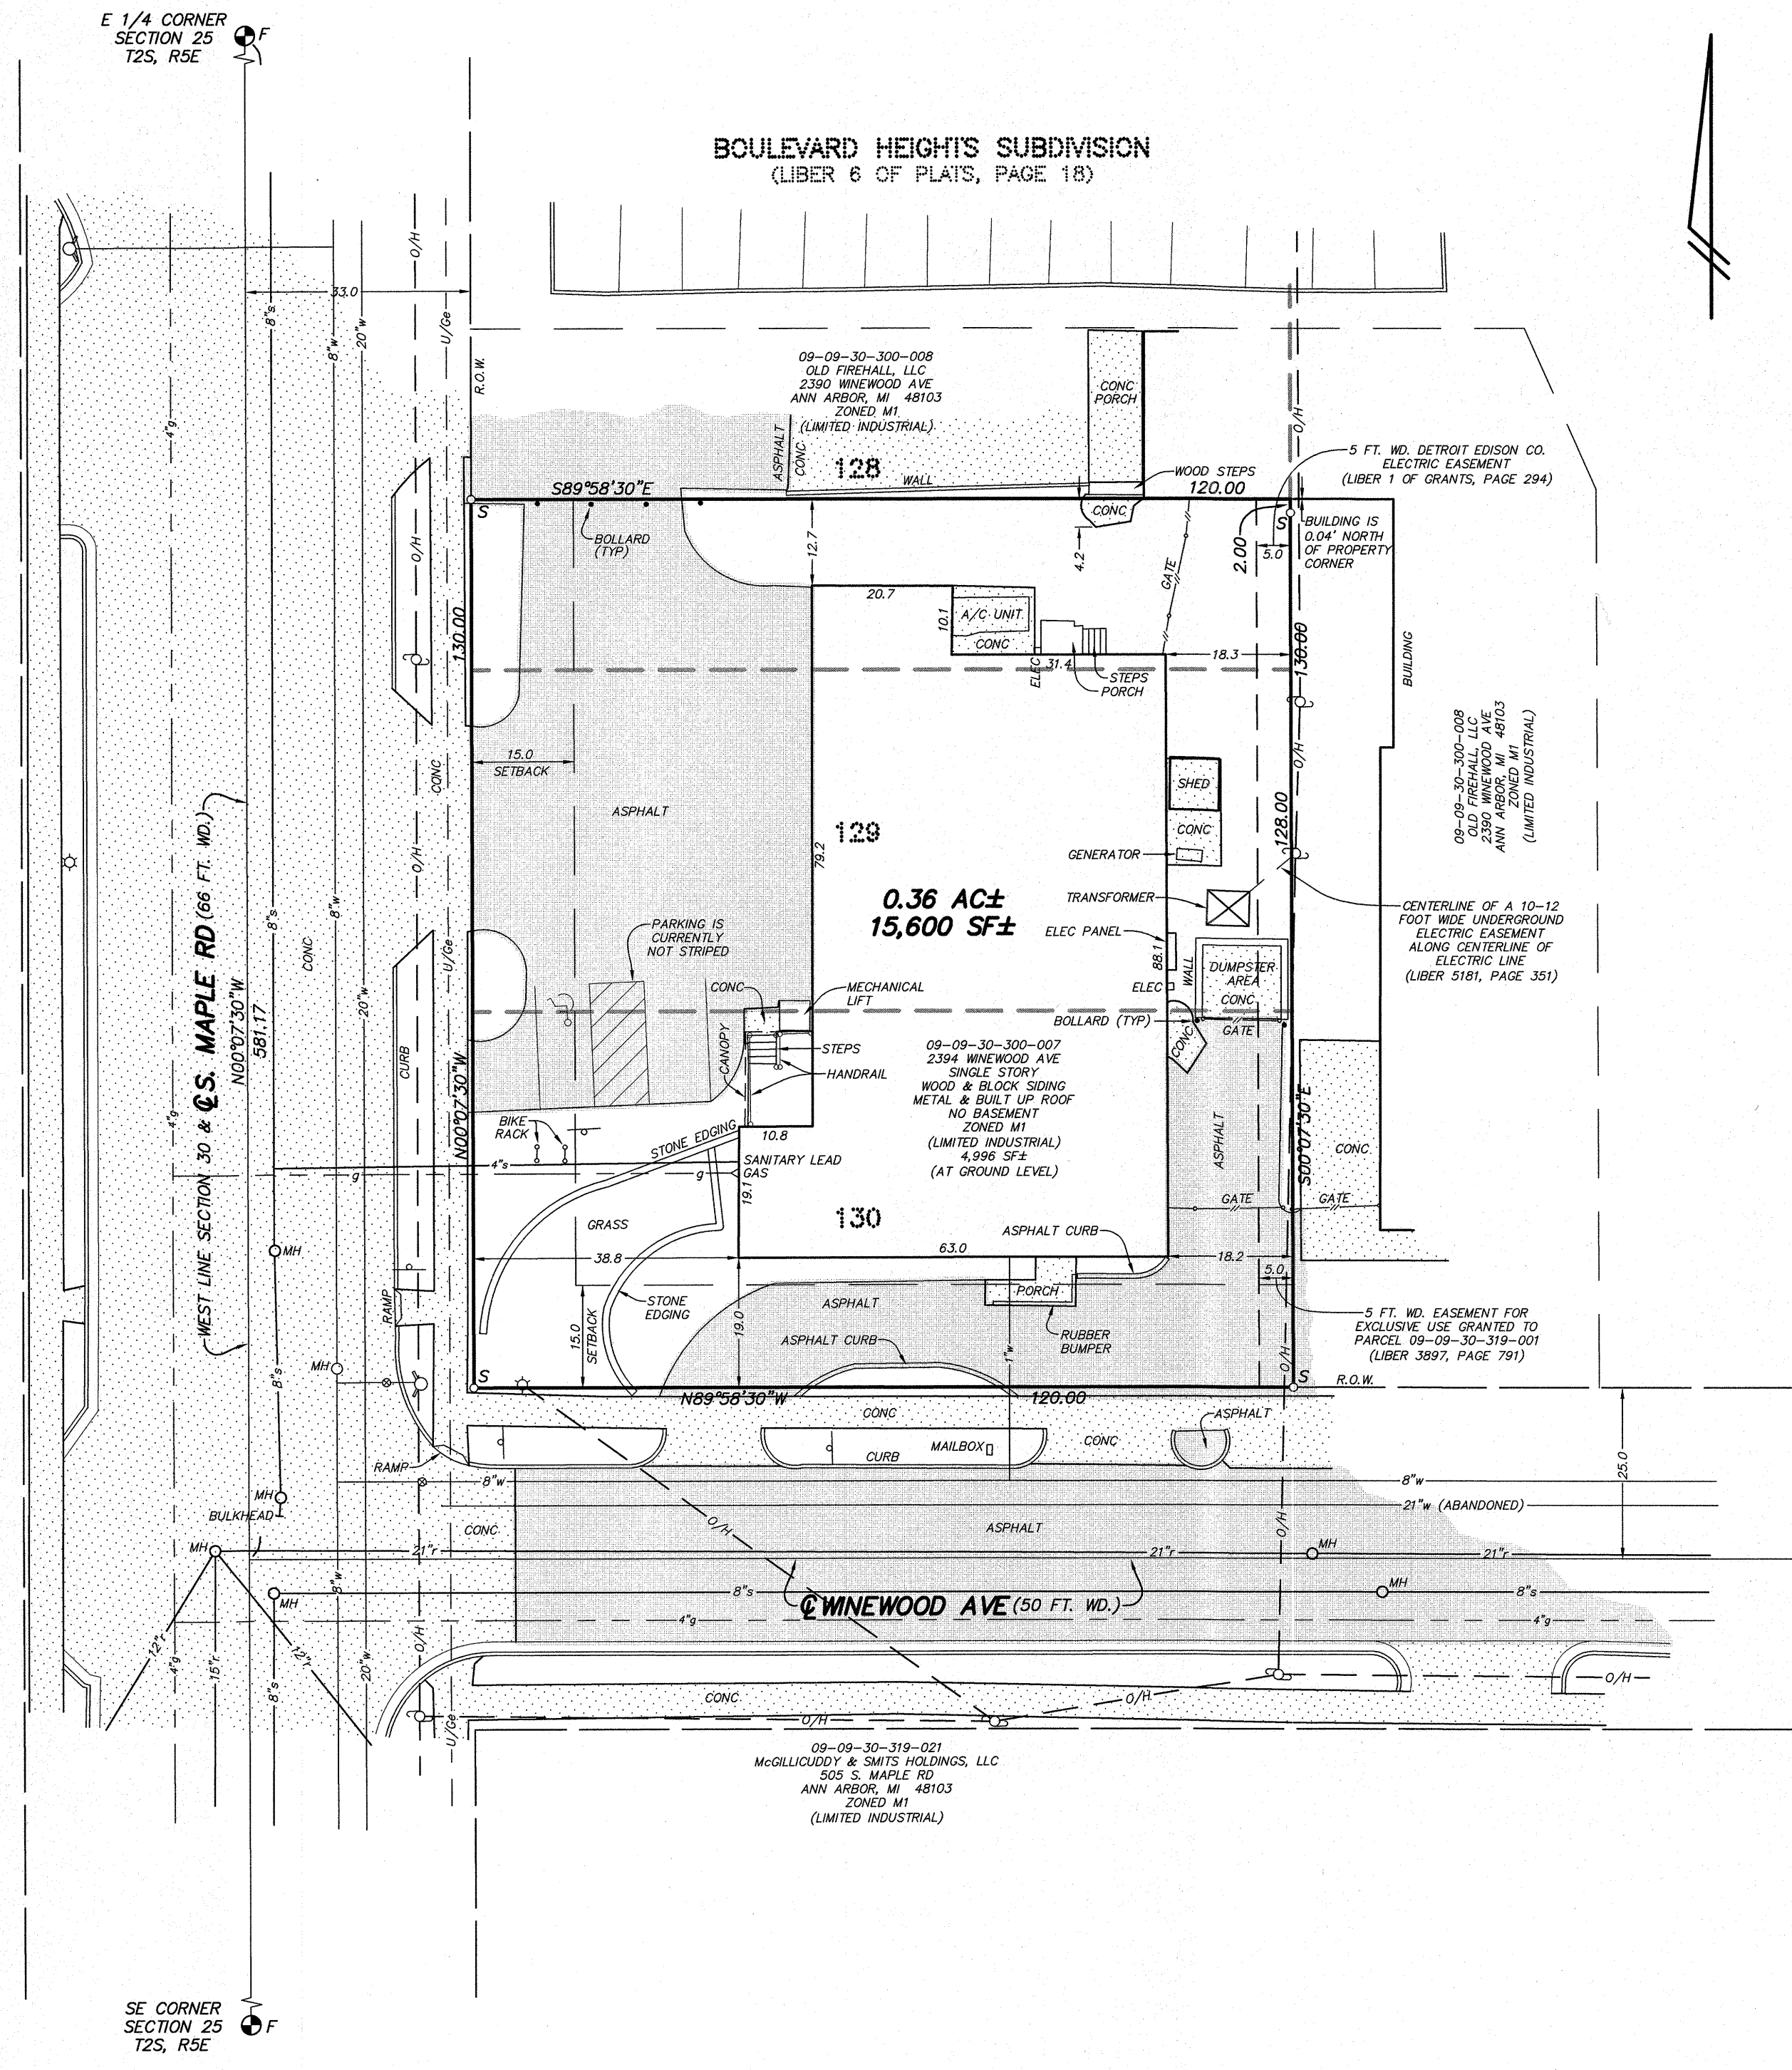 E 1/4 CORNER
SECTION 25
T2S, R5E
F
BOULEVARD HEIGHTS SUBDIVISION
(LIBER 6 OF PLATS, PAGE 18)
O/H
33.0
8"s
8"w
20"w
U/Ge
R.O.W.
4"g
09-09-30-300-008
OLD FIREHALL, LLC
2390 WINEWOOD AVE
ANN ARBOR, MI 48103
ZONED M1
(LIMITED INDUSTRIAL)
CONC
PORCH
O/H
ASPHALT
CONC
128
WALL
WOOD STEPS
5 FT. WD. DETROIT EDISON CO.
ELECTRIC EASEMENT
(LIBER 1 OF GRANTS, PAGE 294)
S89°58'30"E
120.00
S
BOLLARD
(TYP)
CONC
12.7
4.2
GATE
2.00
5.0
S
BUILDING IS
0.04' NORTH
OF PROPERTY
CORNER
O/H
130.00
20.7
10.1
A/C UNIT
CONC
ELEC
31.4
STEPS
PORCH
18.3
130.00
BUILDING
O/H
15.0
SETBACK
CONC
ASPHALT
SHED
CONC
GENERATOR
128.00
09-09-30-300-008
OLD FIREHALL, LLC
2390 WINEWOOD AVE
ANN ARBOR, MI 48103
ZONED M1
(LIMITED INDUSTRIAL)
129
79.2
O/H
WEST LINE SECTION 30 & ℄ S. MAPLE RD (66 FT. WD.)
N00°07'30"W
581.17
8"s
8"w
CONC
20"w
U/Ge
0.36 AC±
15,600 SF±
TRANSFORMER
ELEC PANEL
88.1
WALL
ELEC
DUMPSTER
AREA
CONC
CENTERLINE OF A 10-12
FOOT WIDE UNDERGROUND
ELECTRIC EASEMENT
ALONG CENTERLINE OF
ELECTRIC LINE
(LIBER 5181, PAGE 351)
PARKING IS
CURRENTLY
NOT STRIPED
CONC
MECHANICAL
LIFT
BOLLARD (TYP)
GATE
CONC
CURB
CANOPY
STEPS
HANDRAIL
N00°07'30"W
4"g
09-09-30-300-007
2394 WINEWOOD AVE
SINGLE STORY
WOOD & BLOCK SIDING
METAL & BUILT UP ROOF
NO BASEMENT
ZONED M1
(LIMITED INDUSTRIAL)
4,996 SF±
(AT GROUND LEVEL)
ASPHALT
S00°07'30"E
CONC
BIKE
RACK
STONE EDGING
10.8
4"s
SANITARY LEAD
g
g
GAS
19.1
GATE
GATE
GRASS
130
ASPHALT CURB
MH
38.8
63.0
18.2
5.0
RAMP
STONE
EDGING
15.0
SETBACK
19.0
ASPHALT
PORCH
ASPHALT CURB
RUBBER
BUMPER
1"w
O/H
5 FT. WD. EASEMENT FOR
EXCLUSIVE USE GRANTED TO
PARCEL 09-09-30-319-001
(LIBER 3897, PAGE 791)
MH
8"s
S
N89°58'30"W
120.00
S
R.O.W.
CONC
ASPHALT
CURB
MAILBOX
CONC
RAMP
8"w
8"w
25.0
MH
BULKHEAD
21"w (ABANDONED)
CONC
O/H
ASPHALT
O/H
MH
21"r
21"r
MH
21"r
8"w
MH
8"s
MH
8"s
℄ WINEWOOD AVE (50 FT. WD.)
4"g
4"g
12"r
4"g
15"r
8"s
12"r
20"w
O/H
U/Ge
CONC
O/H
O/H
O/H
09-09-30-319-021
McGILLICUDDY & SMITS HOLDINGS, LLC
505 S. MAPLE RD
ANN ARBOR, MI 48103
ZONED M1
(LIMITED INDUSTRIAL)
SE CORNER
SECTION 25
T2S, R5E
F